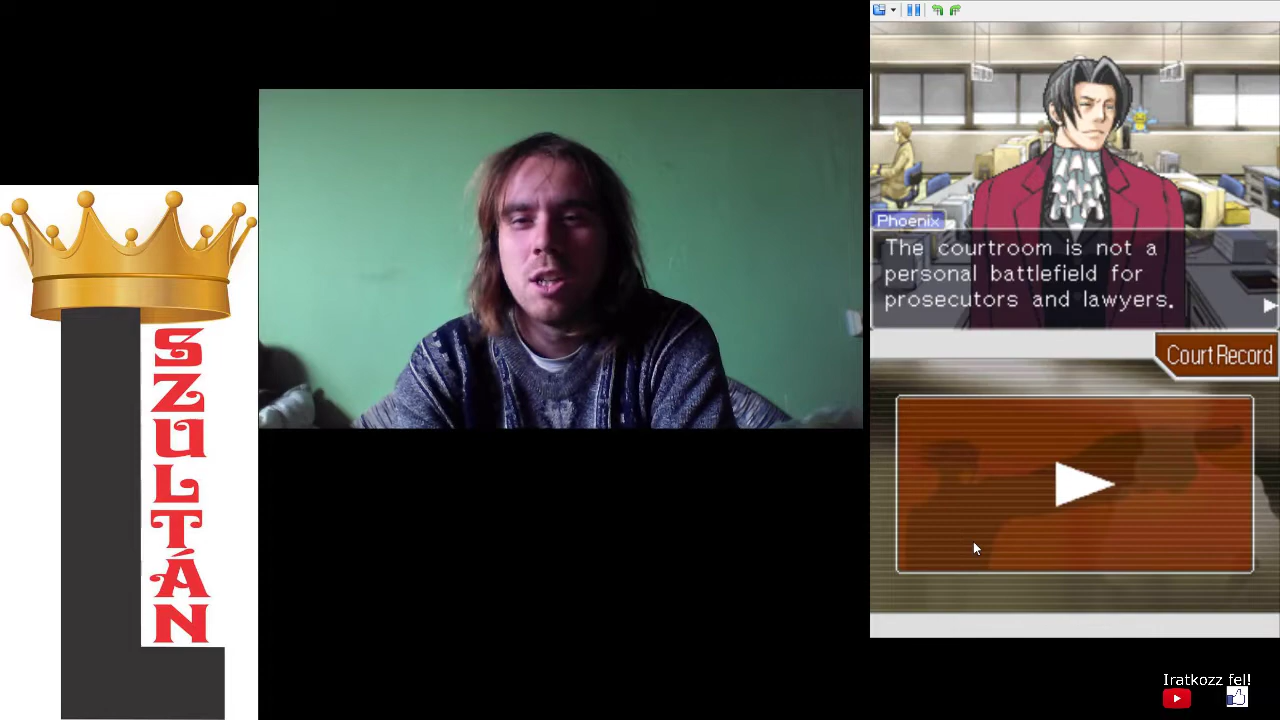 L
SZULTÁN
Phoenix
The courtroom is not a
personal battlefield for
prosecutors and lawyers.
Court Record
Iratkozz fel!